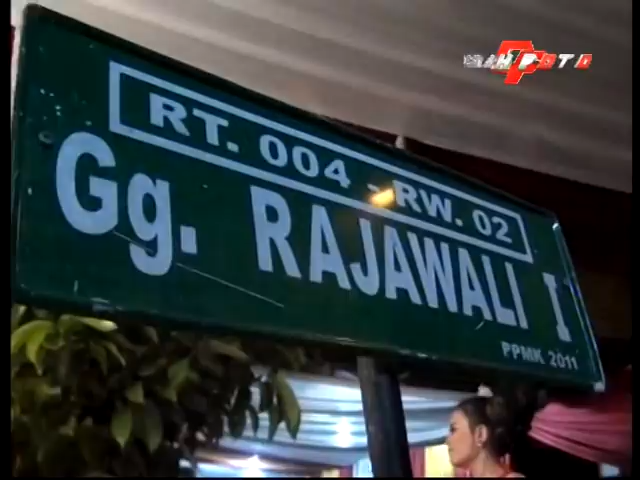 RT. 004 - RW. 02
Gg. RAJAWALI I
PPMK 2011